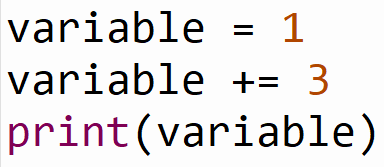 variable = 1
variable += 3
print(variable)